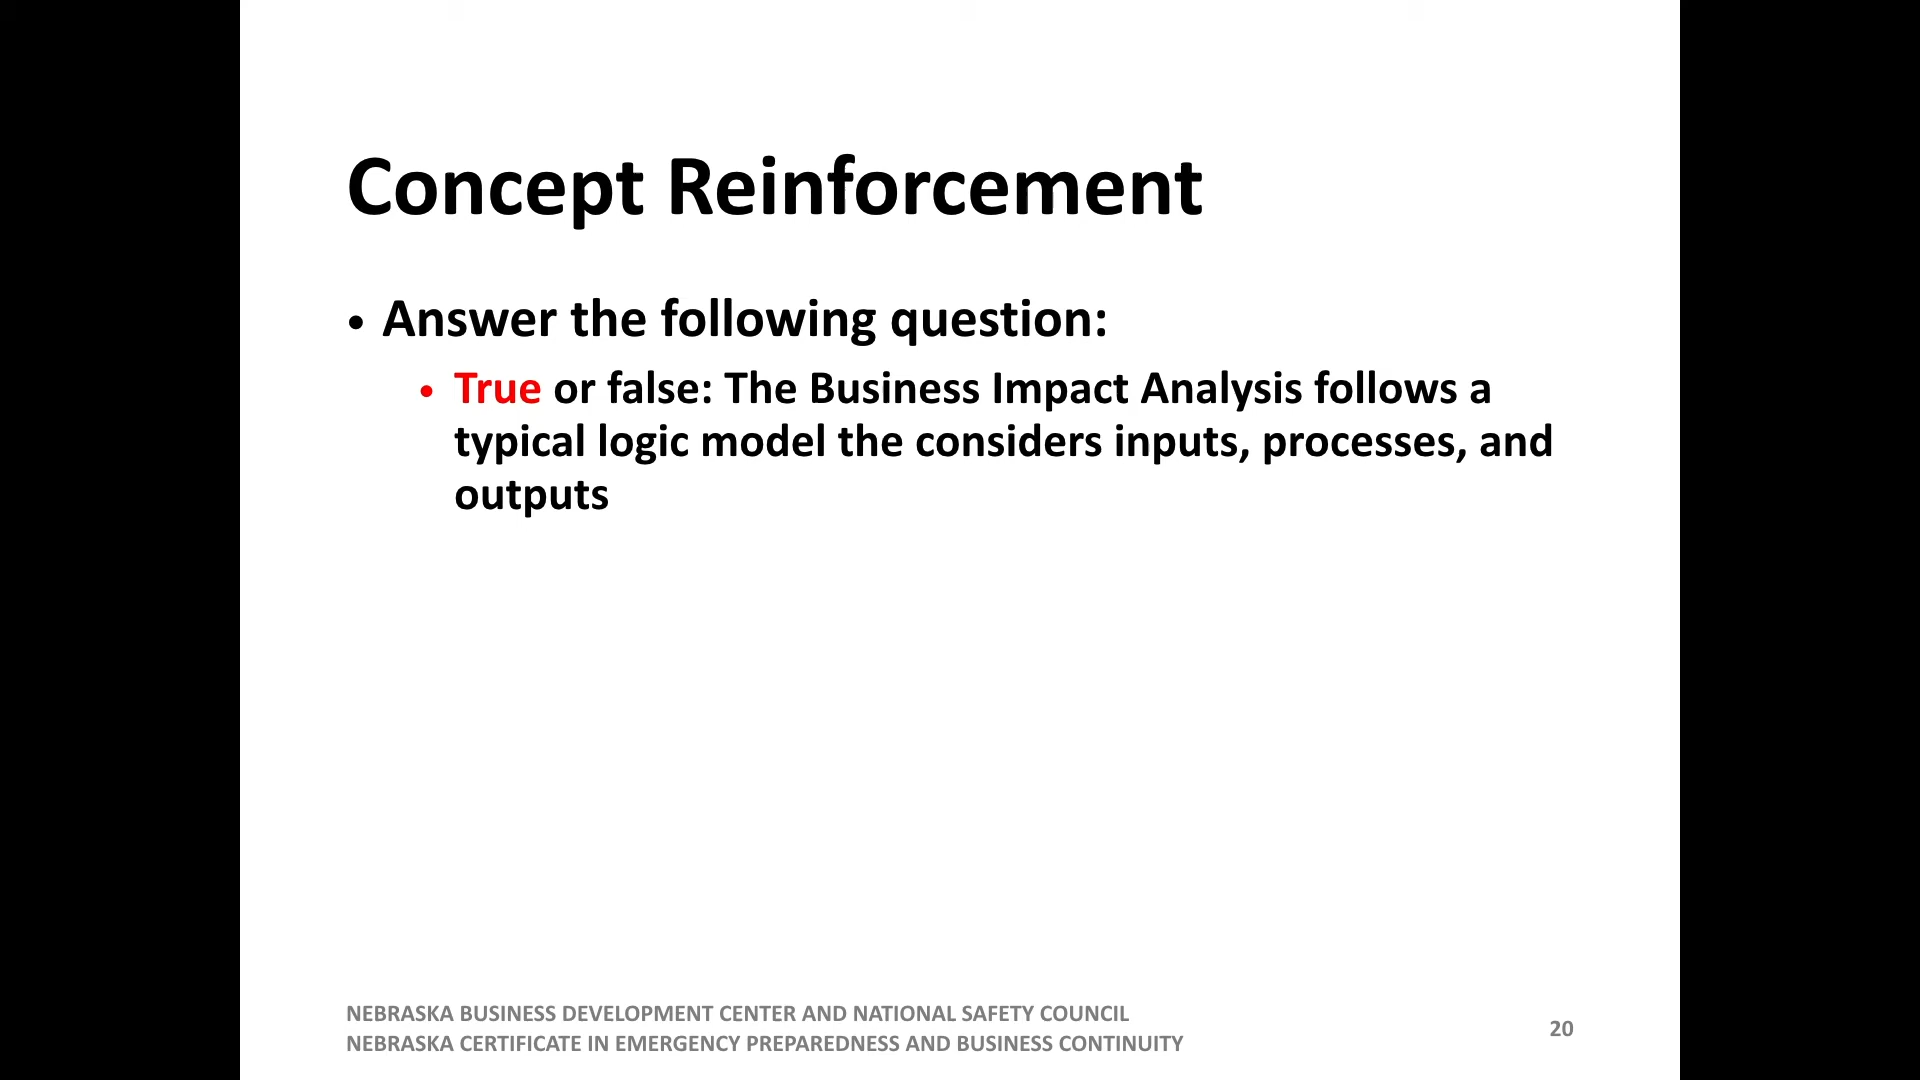 Concept Reinforcement
• Answer the following question:
• True or false: The Business Impact Analysis follows a
typical logic model the considers inputs, processes, and
outputs
NEBRASKA BUSINESS DEVELOPMENT CENTER AND NATIONAL SAFETY COUNCIL
NEBRASKA CERTIFICATE IN EMERGENCY PREPAREDNESS AND BUSINESS CONTINUITY
20